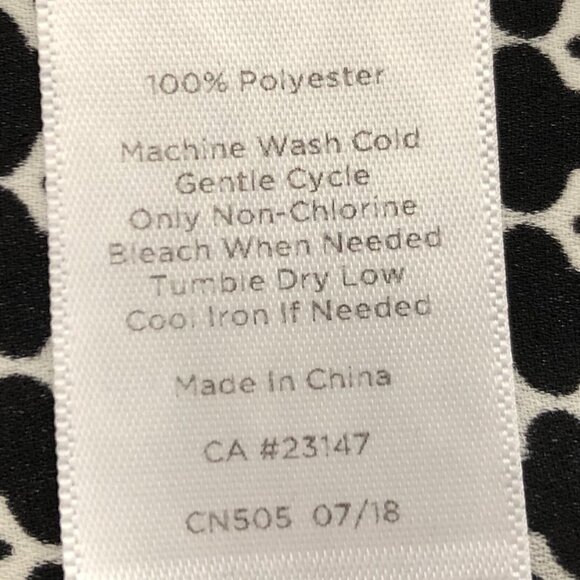 100% Polyester
Machine Wash Cold
Gentle Cycle
Only Non-Chlorine
Bleach When Needed
Tumble Dry Low
Cool Iron If Needed
Made In China
CA #23147
CN505 07/18